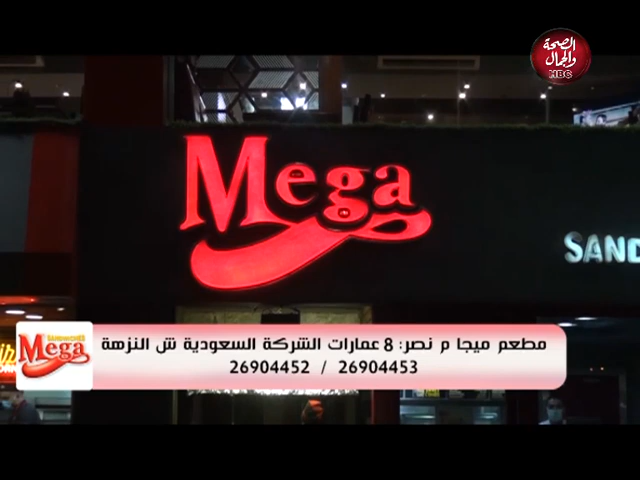 الصحة
والجمال
HBC
Mega
SAND
SANDWICHES
Mega
مطعم ميجا م نصر: 8 عمارات الشركة السعودية ش النزهة
26904452 / 26904453